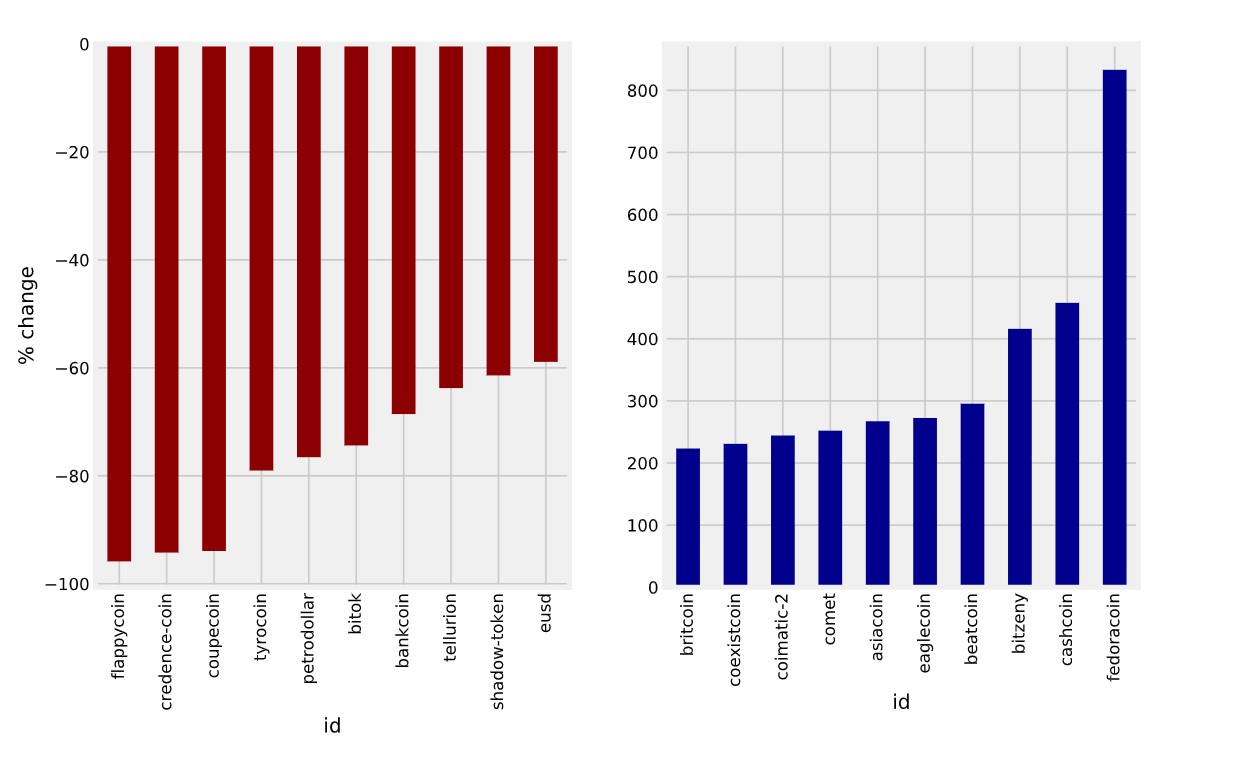 0
−20
−40
−60
−80
−100
% change
flappycoin
credence-coin
coupecoin
tyrocoin
petrodollar
bitok
bankcoin
tellurion
shadow-token
eusd
id
800
700
600
500
400
300
200
100
0
britcoin
coexistcoin
coimatic-2
comet
asiacoin
eaglecoin
beatcoin
bitzeny
cashcoin
fedoracoin
id